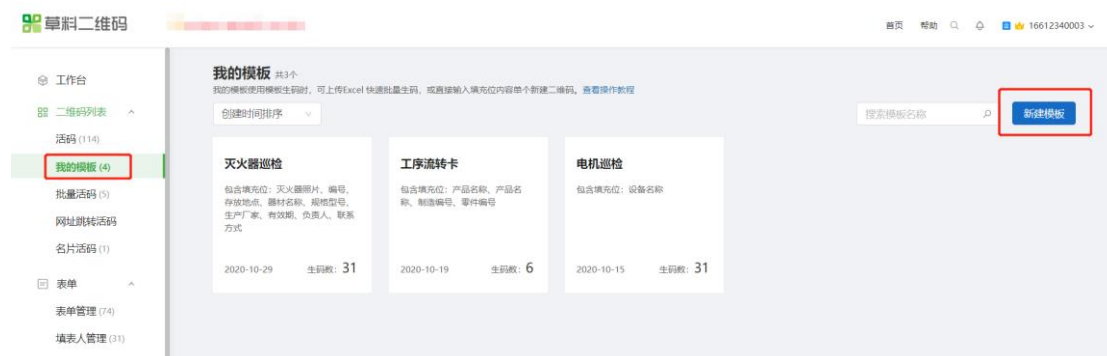 草料二维码
首页 帮助 16612340003
工作台
二维码列表
活码 (114)
我的模板 (4)
批量活码 (5)
网址跳转活码
名片活码 (1)
表单
表单管理 (74)
填表人管理 (31)
我的模板 共3个
我的模板使用模板生码时，可上传Excel 快速批量生码，或直接输入填充位内容单个新建二维码。查看操作教程
创建时间排序
搜索模板名称
新建模板
灭火器巡检
包含填充位：灭火器照片、编号、
存放地点、器材名称、规格型号、
生产厂家、有效期、负责人、联系
方式
2020-10-29 生码数：31
工序流转卡
包含填充位：产品名称、产品名
称、制造编号、零件编号
2020-10-19 生码数：6
电机巡检
包含填充位：设备名称
2020-10-15 生码数：31